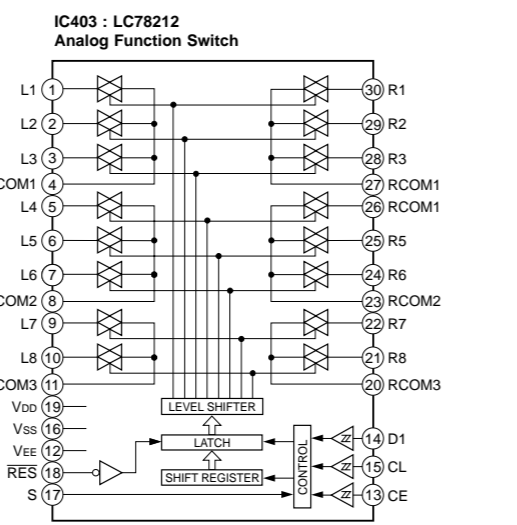 IC403 : LC78212
Analog Function Switch
L1 1
30 R1
L2 2
29 R2
L3 3
28 R3
COM1 4
27 RCOM1
L4 5
26 RCOM1
L5 6
25 R5
L6 7
24 R6
COM2 8
23 RCOM2
L7 9
22 R7
L8 10
21 R8
COM3 11
20 RCOM3
VDD 19
LEVEL SHIFTER
VSS 16
14 D1
LATCH
VEE 12
CONTROL
15 CL
RES 18
SHIFT REGISTER
S 17
13 CE